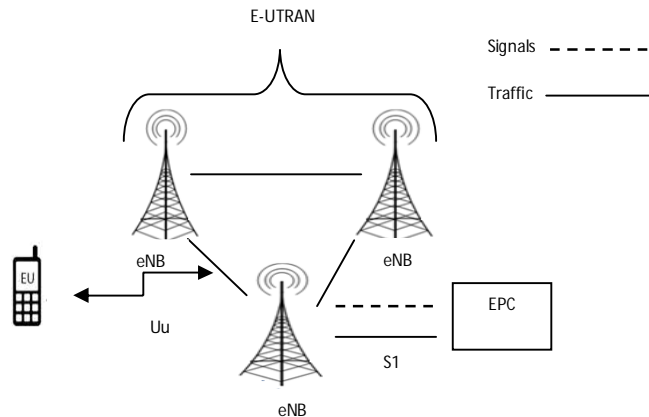 E-UTRAN
Signals
Traffic
eNB
eNB
EU
Uu
EPC
S1
eNB